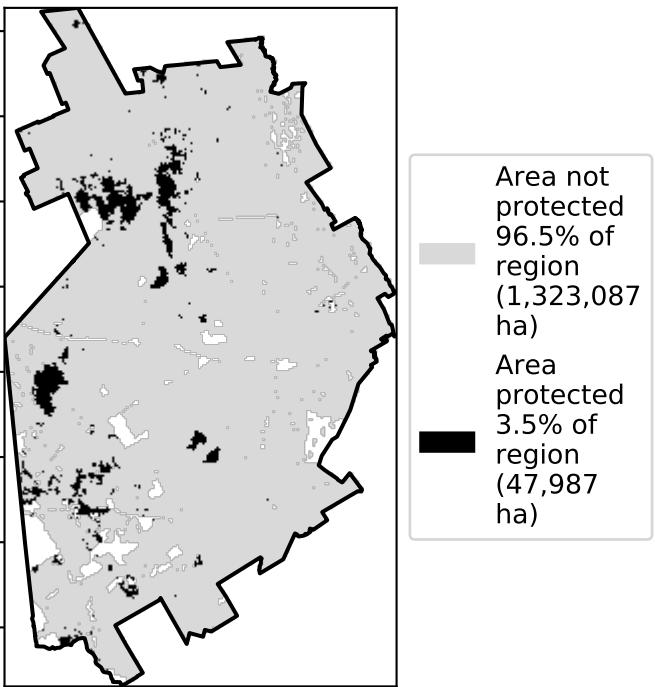 Area not
protected
96.5% of
region
(1,323,087
ha)
Area
protected
3.5% of
region
(47,987
ha)